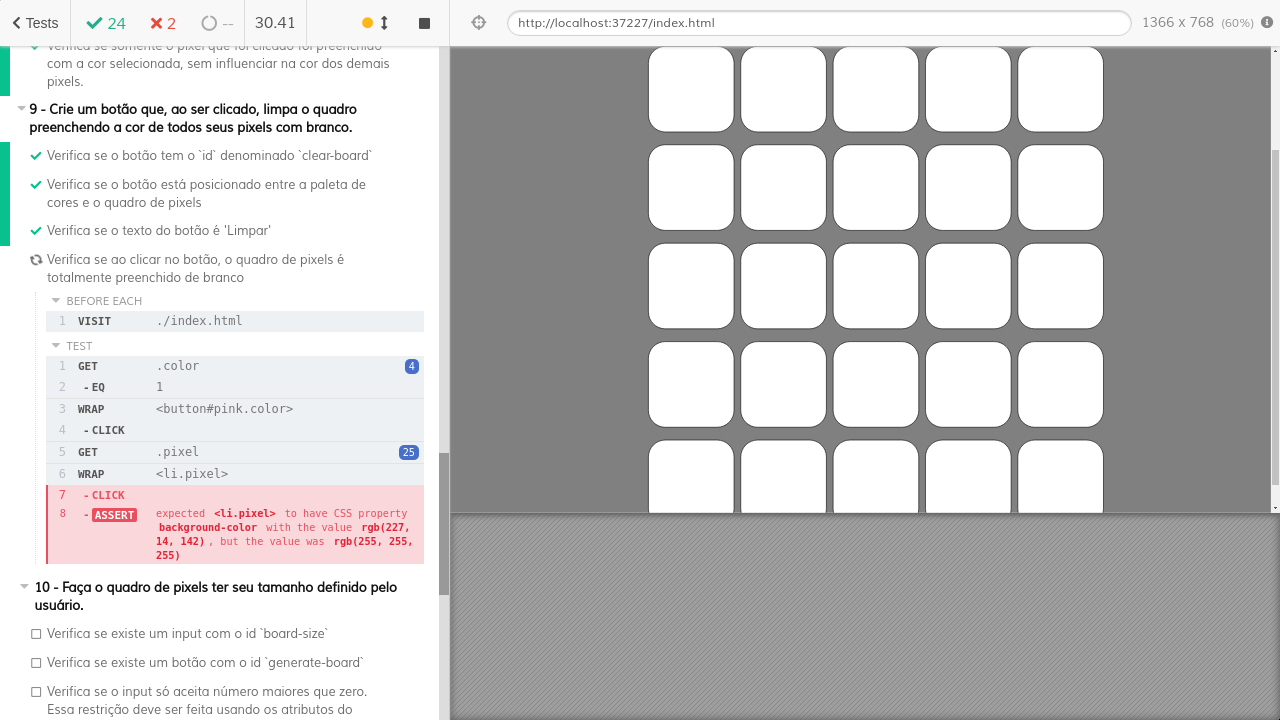 Tests
24
2
--
30.41
http://localhost:37227/index.html
1366 x 768 (60%)
Verifica se somente o pixel que foi clicado foi preenchido
com a cor selecionada, sem influenciar na cor dos demais
pixels.
9 - Crie um botão que, ao ser clicado, limpa o quadro
preenchendo a cor de todos seus pixels com branco.
Verifica se o botão tem o `id` denominado `clear-board`
Verifica se o botão está posicionado entre a paleta de
cores e o quadro de pixels
Verifica se o texto do botão é 'Limpar'
Verifica se ao clicar no botão, o quadro de pixels é
totalmente preenchido de branco
BEFORE EACH
1 VISIT ./index.html
TEST
1 GET .color 4
2 - EQ 1
3 WRAP <button#pink.color>
4 - CLICK
5 GET .pixel 25
6 WRAP <li.pixel>
7 - CLICK
8 - ASSERT expected <li.pixel> to have CSS property
background-color with the value rgb(227,
14, 142), but the value was rgb(255, 255,
255)
10 - Faça o quadro de pixels ter seu tamanho definido pelo
usuário.
Verifica se existe um input com o id `board-size`
Verifica se existe um botão com o id `generate-board`
Verifica se o input só aceita número maiores que zero.
Essa restrição deve ser feita usando os atributos do